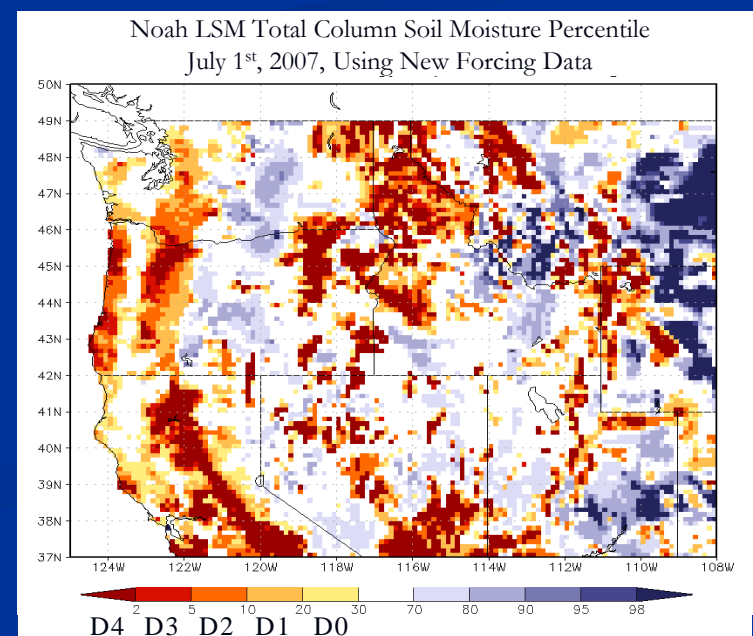 Noah LSM Total Column Soil Moisture Percentile
July 1st, 2007, Using New Forcing Data
50N
49N
48N
47N
46N
45N
44N
43N
42N
41N
40N
39N
38N
37N
124W 122W 120W 118W 116W 114W 112W 110W 108W
2 5 10 20 30 70 80 90 95 98
D4 D3 D2 D1 D0